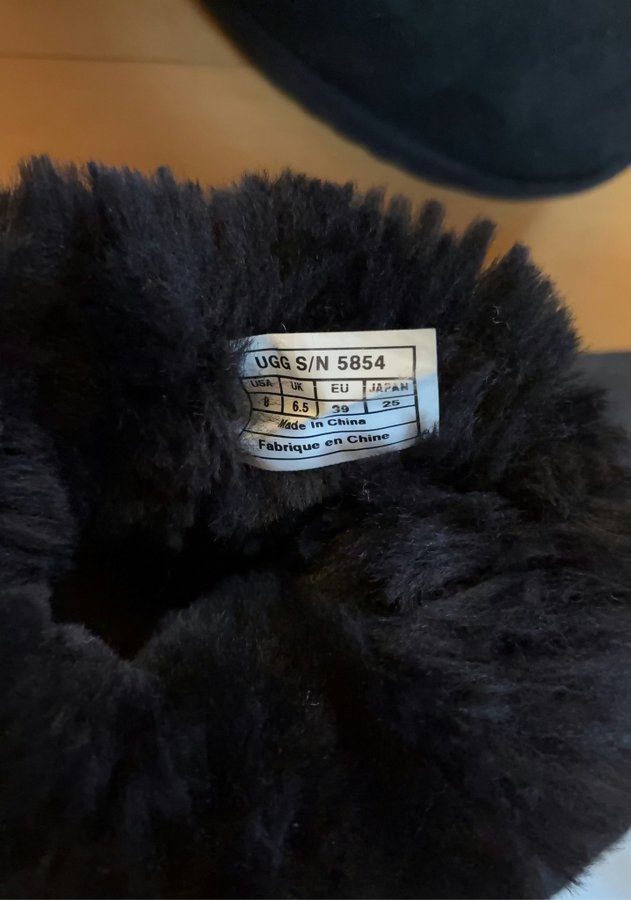 UGG S/N 5854
USA UK EU JAPAN
8 6.5 39 25
Made In China
Fabrique en Chine